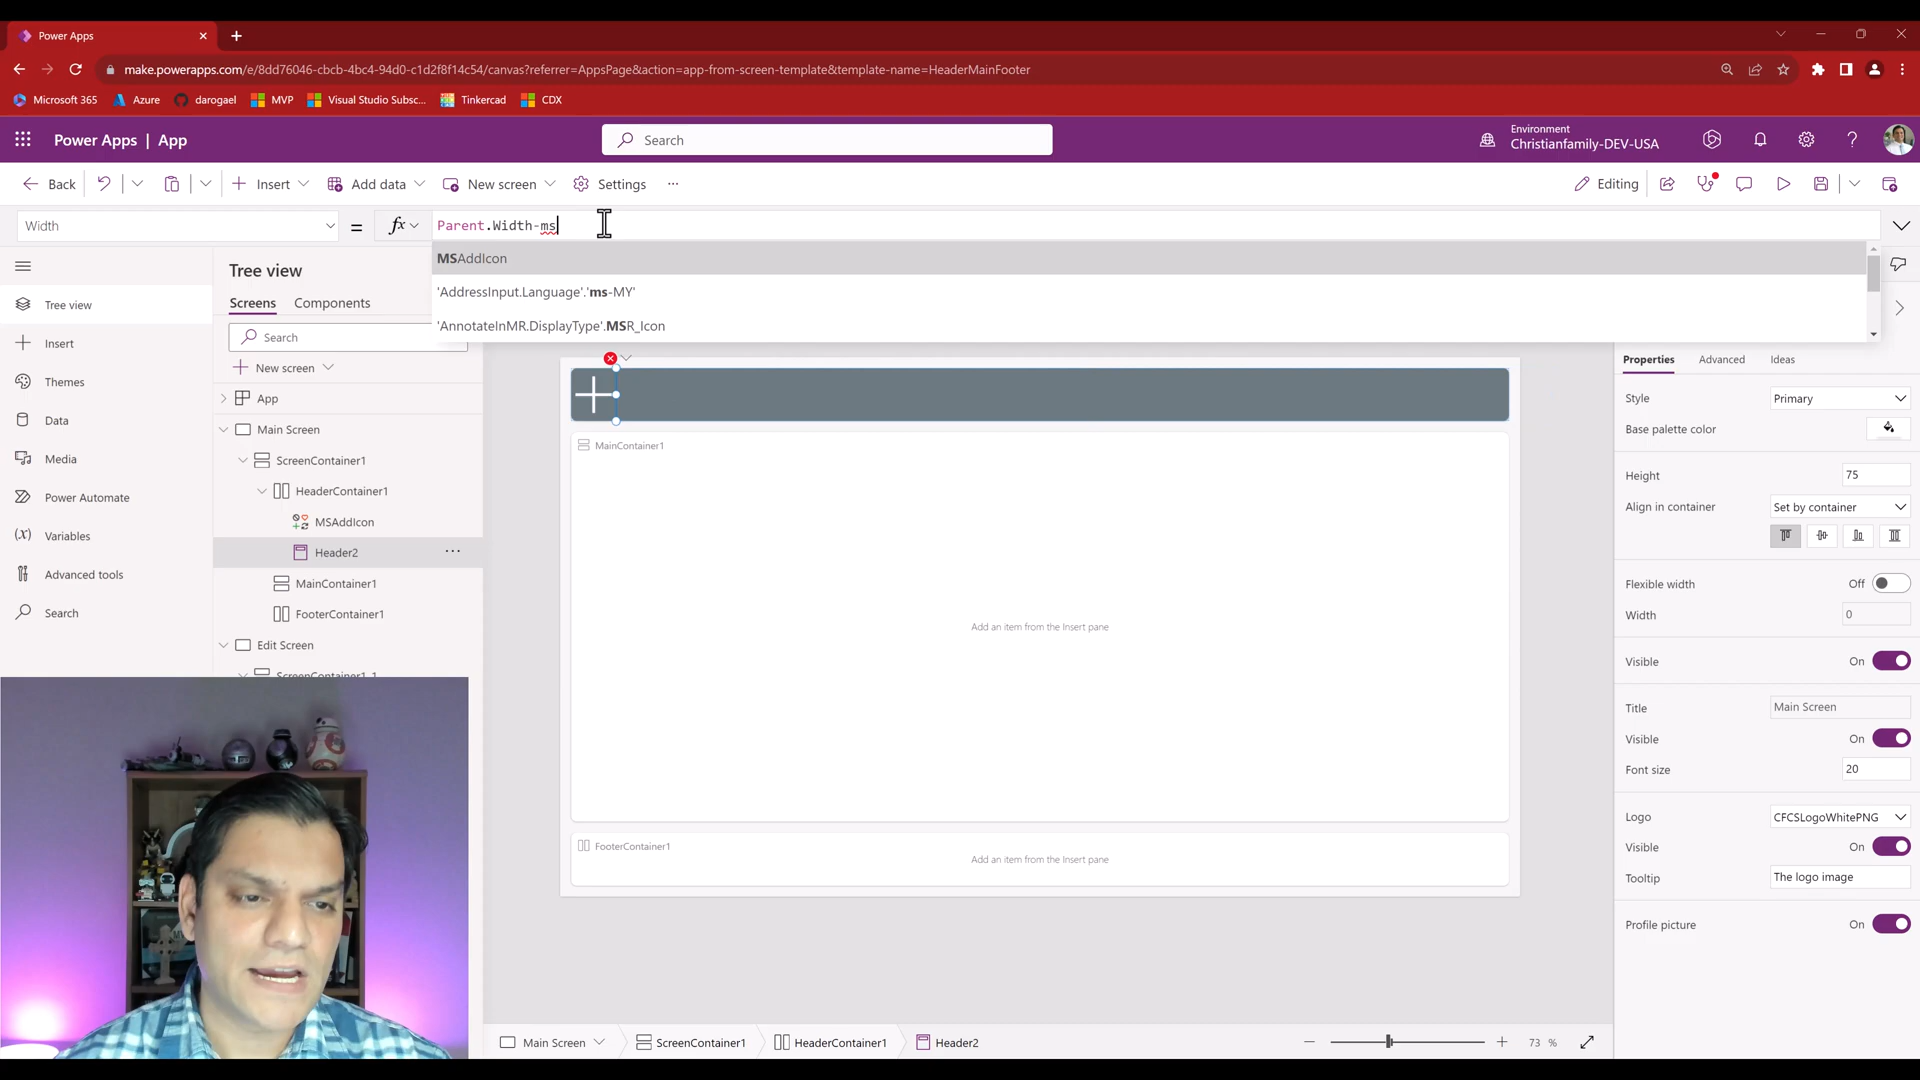 Power Apps
make.powerapps.com/e/8dd76046-cbcb-4bc4-94d0-c1d2f8f14c54/canvas?referrer=AppsPage&action=app-from-screen-template&template-name=HeaderMainFooter
Microsoft 365
Azure
darogael
MVP
Visual Studio Subsc...
Tinkercad
CDX
Power Apps | App
Search
Environment
Christianfamily-DEV-USA
Back
Insert
Add data
New screen
Settings
Editing
Width
=
fx
Parent.Width-ms
MSAddIcon
'AddressInput.Language'.'ms-MY'
'AnnotateInMR.DisplayType'.MSR_Icon
Tree view
Insert
Themes
Data
Media
Power Automate
Variables
Advanced tools
Search
Tree view
Screens
Components
Search
New screen
App
Main Screen
ScreenContainer1
HeaderContainer1
MSAddIcon
Header2
MainContainer1
FooterContainer1
Edit Screen
ScreenContainer1_1
MainContainer1
Add an item from the Insert pane
FooterContainer1
Add an item from the Insert pane
Properties
Advanced
Ideas
Style
Primary
Base palette color
Height
75
Align in container
Set by container
Flexible width
Off
Width
0
Visible
On
Title
Main Screen
Visible
On
Font size
20
Logo
CFCSLogoWhitePNG
Visible
On
Tooltip
The logo image
Profile picture
On
Main Screen
ScreenContainer1
HeaderContainer1
Header2
73 %